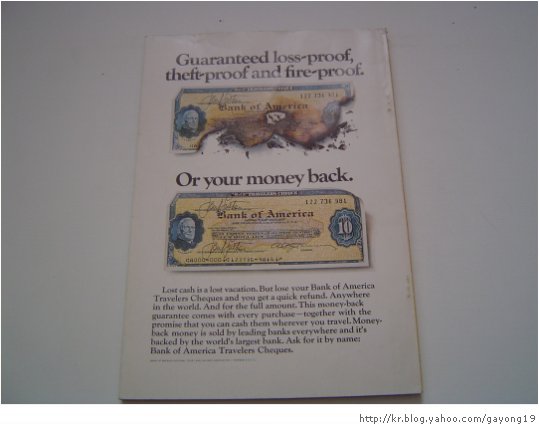 Guaranteed loss-proof,
theft-proof and fire-proof.
122 736 984
Bank of America
Or your money back.
122 736 984
Bank of America
10
Lost cash is a lost vacation. But lose your Bank of America
Travelers Cheques and you get a quick refund. Anywhere
in the world. And for the full amount. This money-back
guarantee comes with every purchase—together with the
promise that you can cash them wherever you travel. Money-
back money is sold by leading banks everywhere and it's
backed by the world's largest bank. Ask for it by name:
Bank of America Travelers Cheques.
http://kr.blog.yahoo.com/gayong19